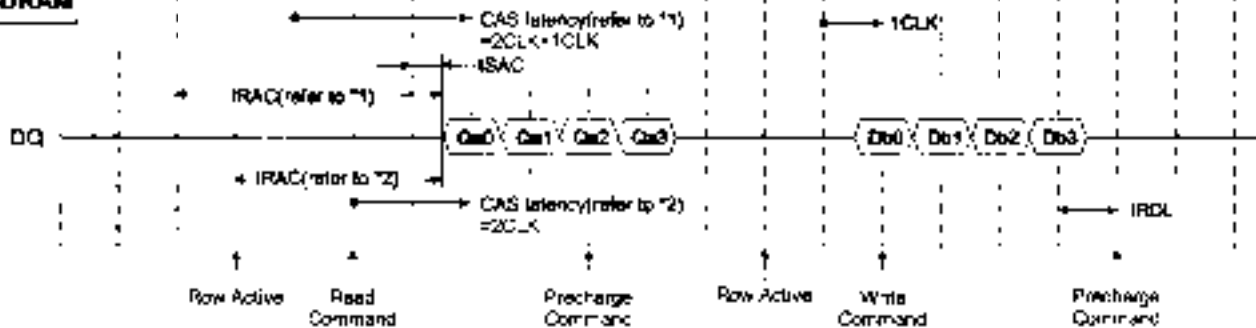 DRAM
CAS latency(refer to *1)
=2CLK+1CLK
1CLK
tSAC
tRAC(refer to *1)
DQ
Qa0 Qa1 Qa2 Qa3
Db0 Db1 Db2 Db3
tRAC(refer to *2)
CAS latency(refer to *2)
=2CLK
tRDL
Row Active
Read
Command
Precharge
Command
Row Active
Write
Command
Precharge
Command